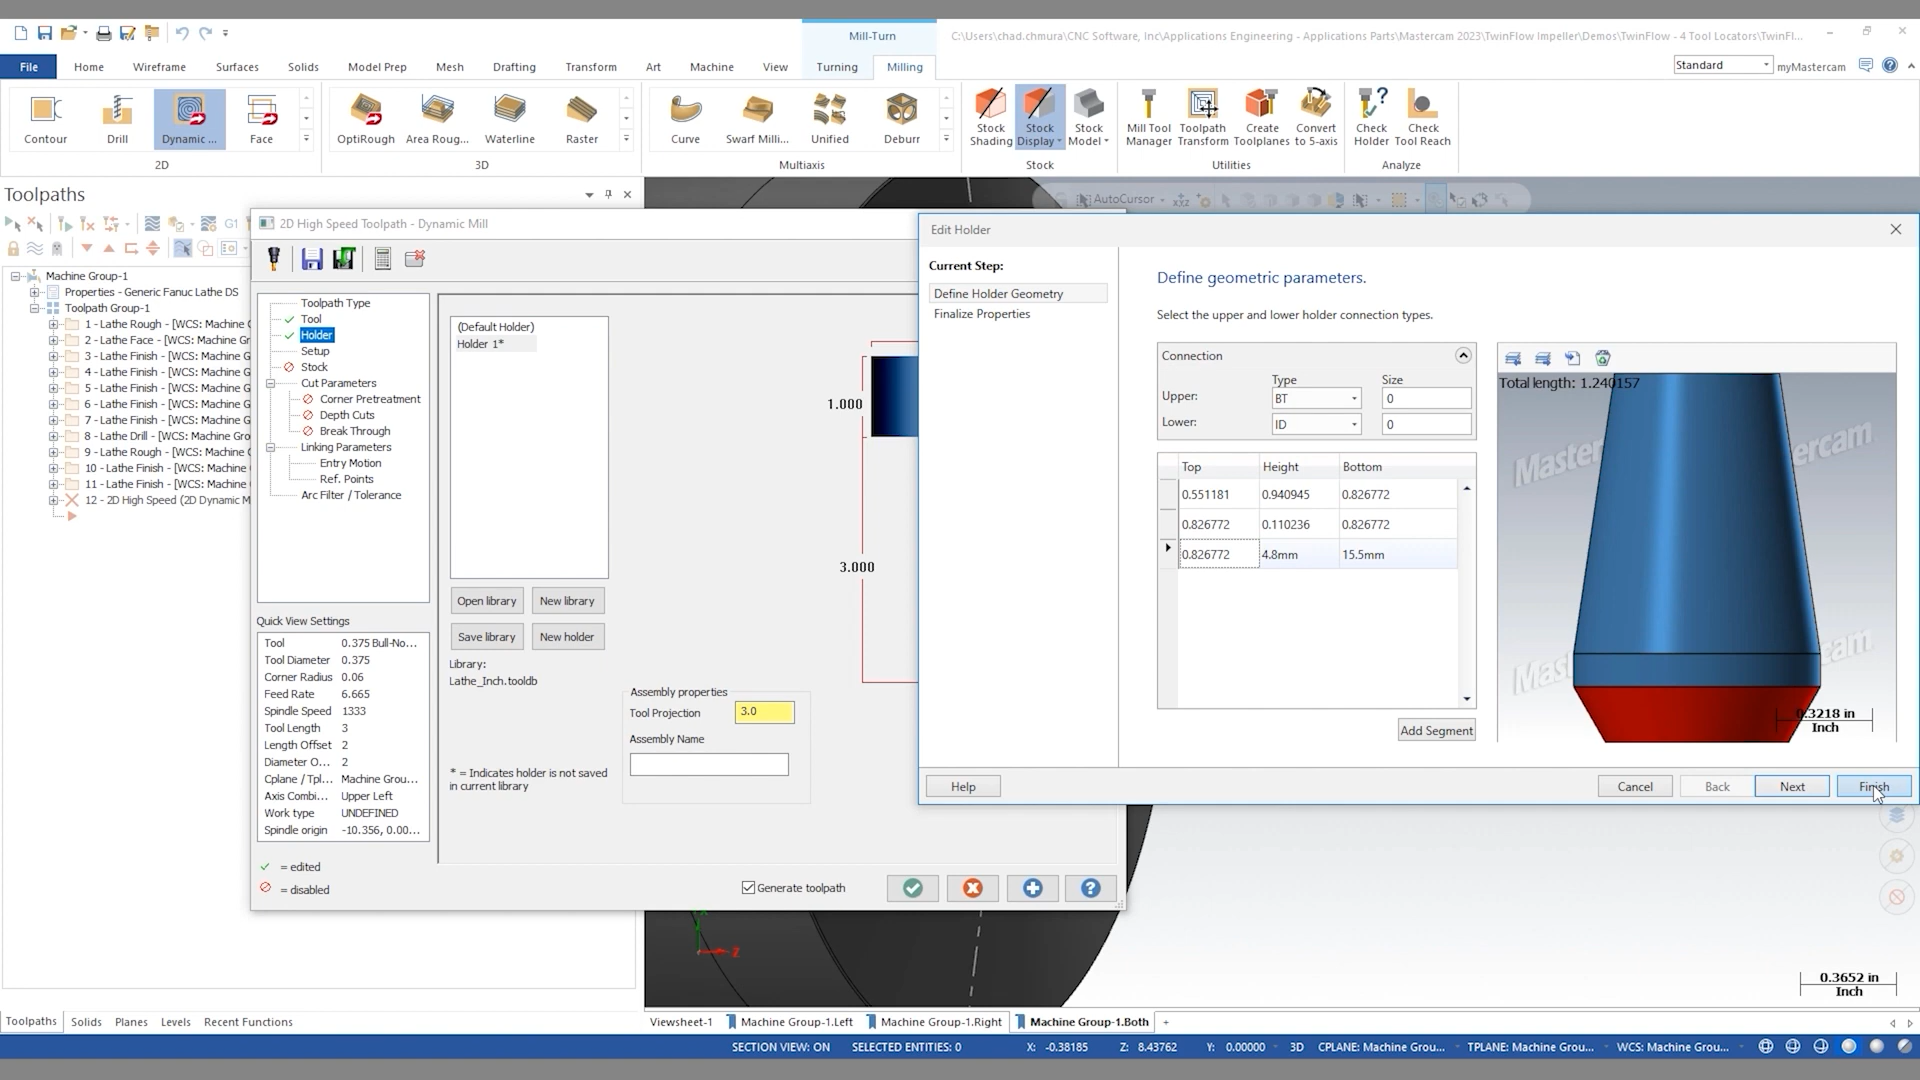 Mill-Turn
C:\Users\chad.chmura\CNC Software, Inc\Applications Engineering - Applications Parts\Mastercam 2023\TwinFlow Impeller\Demos\TwinFlow - 4 Tool Locators\TwinFl...
File Home Wireframe Surfaces Solids Model Prep Mesh Drafting Transform Art Machine View Turning Milling
Standard myMastercam
Contour Drill Dynamic ... Face
OptiRough Area Roug... Waterline Raster
Curve Swarf Milli... Unified Deburr
Stock Shading Stock Display Stock Model
Mill Tool Manager Toolpath Transform Create Toolplanes Convert to 5-axis
Check Holder Check Tool Reach
2D 3D Multiaxis Stock Utilities Analyze
Toolpaths
AutoCursor
G1
Machine Group-1
Properties - Generic Fanuc Lathe DS
Toolpath Group-1
1 - Lathe Rough - [WCS: Machine G
2 - Lathe Face - [WCS: Machine Gr
3 - Lathe Finish - [WCS: Machine G
4 - Lathe Finish - [WCS: Machine G
5 - Lathe Finish - [WCS: Machine G
6 - Lathe Finish - [WCS: Machine G
7 - Lathe Finish - [WCS: Machine G
8 - Lathe Drill - [WCS: Machine Gro
9 - Lathe Rough - [WCS: Machine G
10 - Lathe Finish - [WCS: Machine
11 - Lathe Finish - [WCS: Machine
12 - 2D High Speed (2D Dynamic M
2D High Speed Toolpath - Dynamic Mill
Toolpath Type
Tool
Holder
Setup
Stock
Cut Parameters
Corner Pretreatment
Depth Cuts
Break Through
Linking Parameters
Entry Motion
Ref. Points
Arc Filter / Tolerance
Quick View Settings
Tool 0.375 Bull-No...
Tool Diameter 0.375
Corner Radius 0.06
Feed Rate 6.665
Spindle Speed 1333
Tool Length 3
Length Offset 2
Diameter O... 2
Cplane / Tpl... Machine Grou...
Axis Combi... Upper Left
Work type UNDEFINED
Spindle origin -10.356, 0.00...
= edited
= disabled
(Default Holder)
Holder 1*
Open library New library
Save library New holder
Library:
Lathe_Inch.tooldb
* = Indicates holder is not saved
in current library
Assembly properties
Tool Projection 3.0
Assembly Name
1.000
3.000
Generate toolpath
Edit Holder
Current Step:
Define Holder Geometry
Finalize Properties
Define geometric parameters.
Select the upper and lower holder connection types.
Connection
Type Size
Upper: BT 0
Lower: ID 0
Top Height Bottom
0.551181 0.940945 0.826772
0.826772 0.110236 0.826772
0.826772 4.8mm 15.5mm
Add Segment
Total length: 1.240157
0.3218 in
Inch
Help Cancel Back Next Finish
Z
0.3652 in
Inch
Toolpaths Solids Planes Levels Recent Functions
Viewsheet-1 Machine Group-1.Left Machine Group-1.Right Machine Group-1.Both +
SECTION VIEW: ON SELECTED ENTITIES: 0 X: -0.38185 Z: 8.43762 Y: 0.00000 3D CPLANE: Machine Grou... TPLANE: Machine Grou... WCS: Machine Grou...